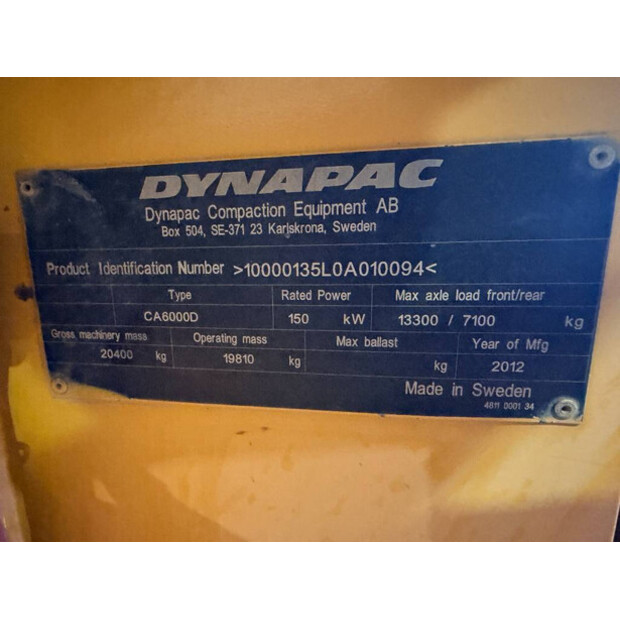 DYNAPAC
Dynapac Compaction Equipment AB
Box 504, SE-371 23 Karlskrona, Sweden
Product Identification Number >10000135L0A010094<
Type Rated Power Max axle load front/rear
CA6000D 150 kW 13300 / 7100 kg
Gross machinery mass Operating mass Max ballast Year of Mfg
20400 kg 19810 kg kg 2012
Made in Sweden
4811 0001 34